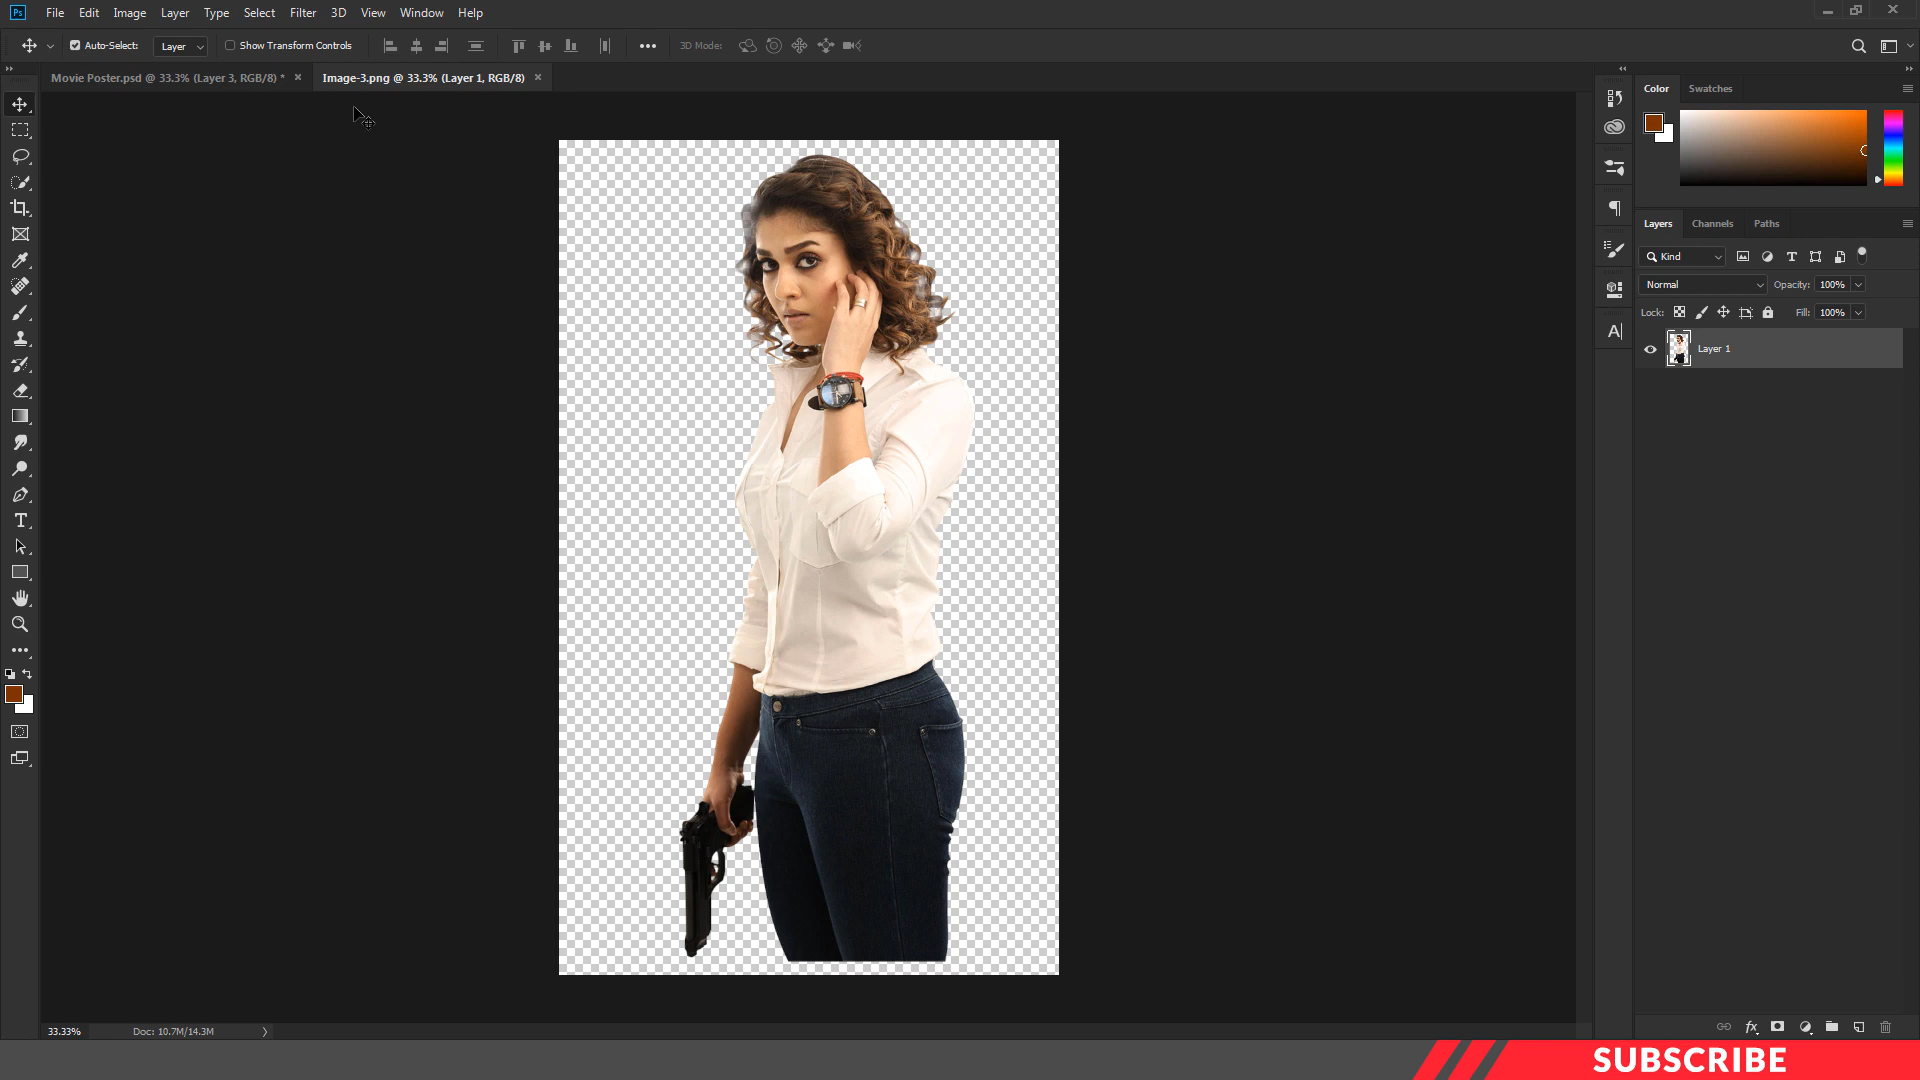 Ps File Edit Image Layer Type Select Filter 3D View Window Help
Auto-Select: Layer Show Transform Controls 3D Mode:
Movie Poster.psd @ 33.3% (Layer 3, RGB/8) * × Image-3.png @ 33.3% (Layer 1, RGB/8) ×
Color Swatches
Layers Channels Paths
Kind
Normal Opacity: 100%
Lock: Fill: 100%
Layer 1
33.33% Doc: 10.7M/14.3M
SUBSCRIBE